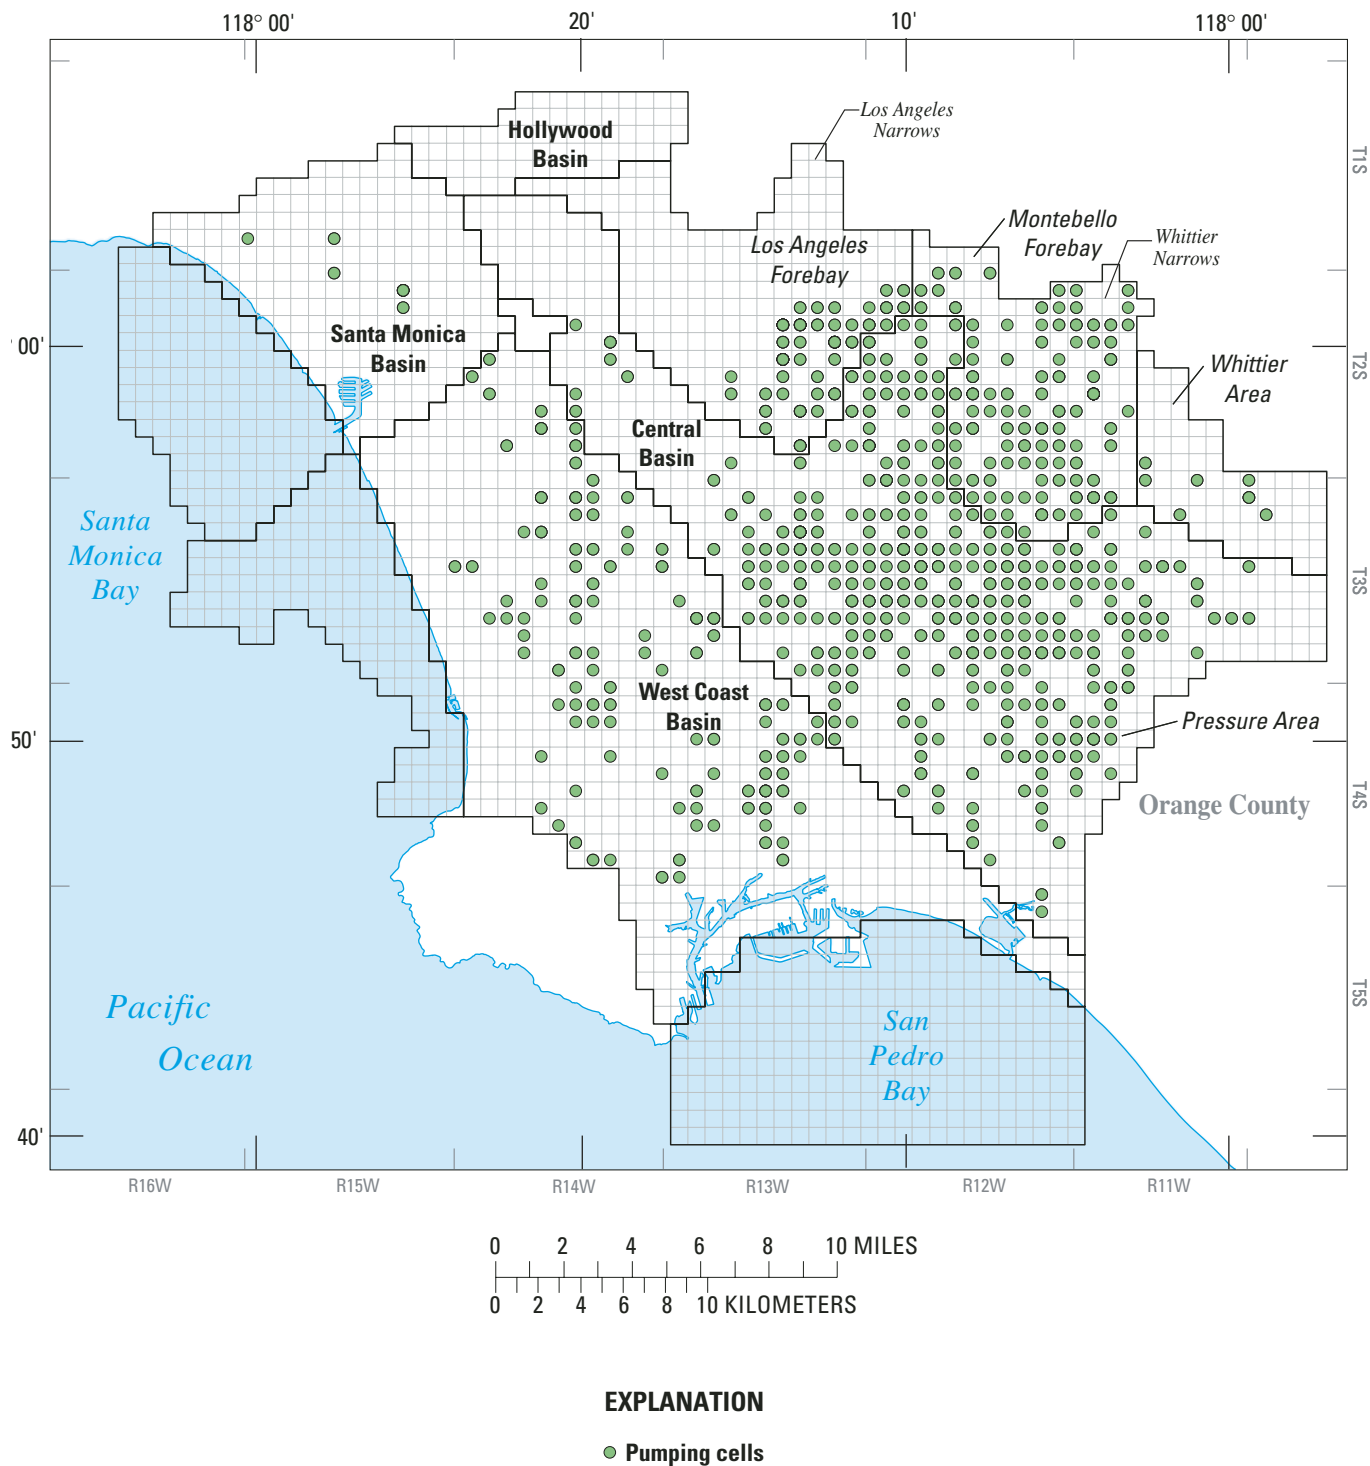 118° 00'
20'
10'
118° 00'
Los Angeles
Narrows
Hollywood
Basin
T1S
Montebello
Forebay
Whittier
Narrows
Los Angeles
Forebay
Santa Monica
Basin
00'
T2S
Whittier
Area
Central
Basin
Santa
Monica
Bay
T3S
West Coast
Basin
Pressure Area
50'
T4S
Orange County
T5S
Pacific
Ocean
San
Pedro
Bay
40'
R16W
R15W
R14W
R13W
R12W
R11W
0 2 4 6 8 10 MILES
0 2 4 6 8 10 KILOMETERS
EXPLANATION
Pumping cells